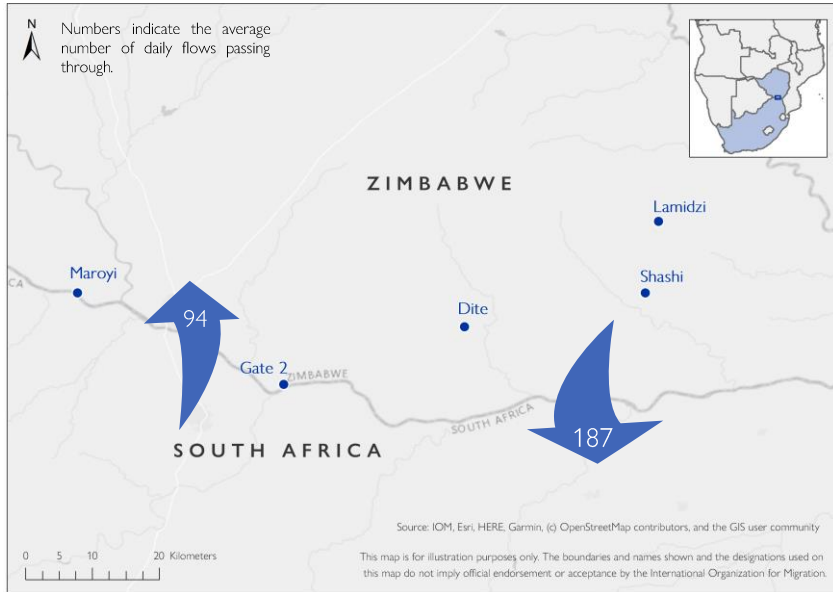 N
Numbers indicate the average
number of daily flows passing
through.
ZIMBABWE
Lamidzi
Maroyi
Shashi
CA
94
Dite
Gate 2
ZIMBABWE
SOUTH AFRICA
SOUTH AFRICA
187
Source: IOM, Esri, HERE, Garmin, (c) OpenStreetMap contributors, and the GIS user community
0 5 10 20 Kilometers
This map is for illustration purposes only. The boundaries and names shown and the designations used on
this map do not imply official endorsement or acceptance by the International Organization for Migration.